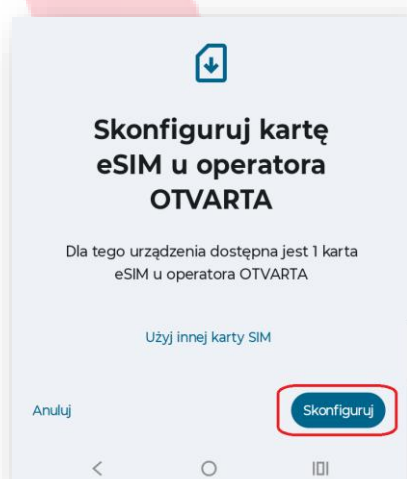 Skonfiguruj kartę
eSIM u operatora
OTVARTA
Dla tego urządzenia dostępna jest 1 karta
eSIM u operatora OTVARTA
Użyj innej karty SIM
Anuluj
Skonfiguruj